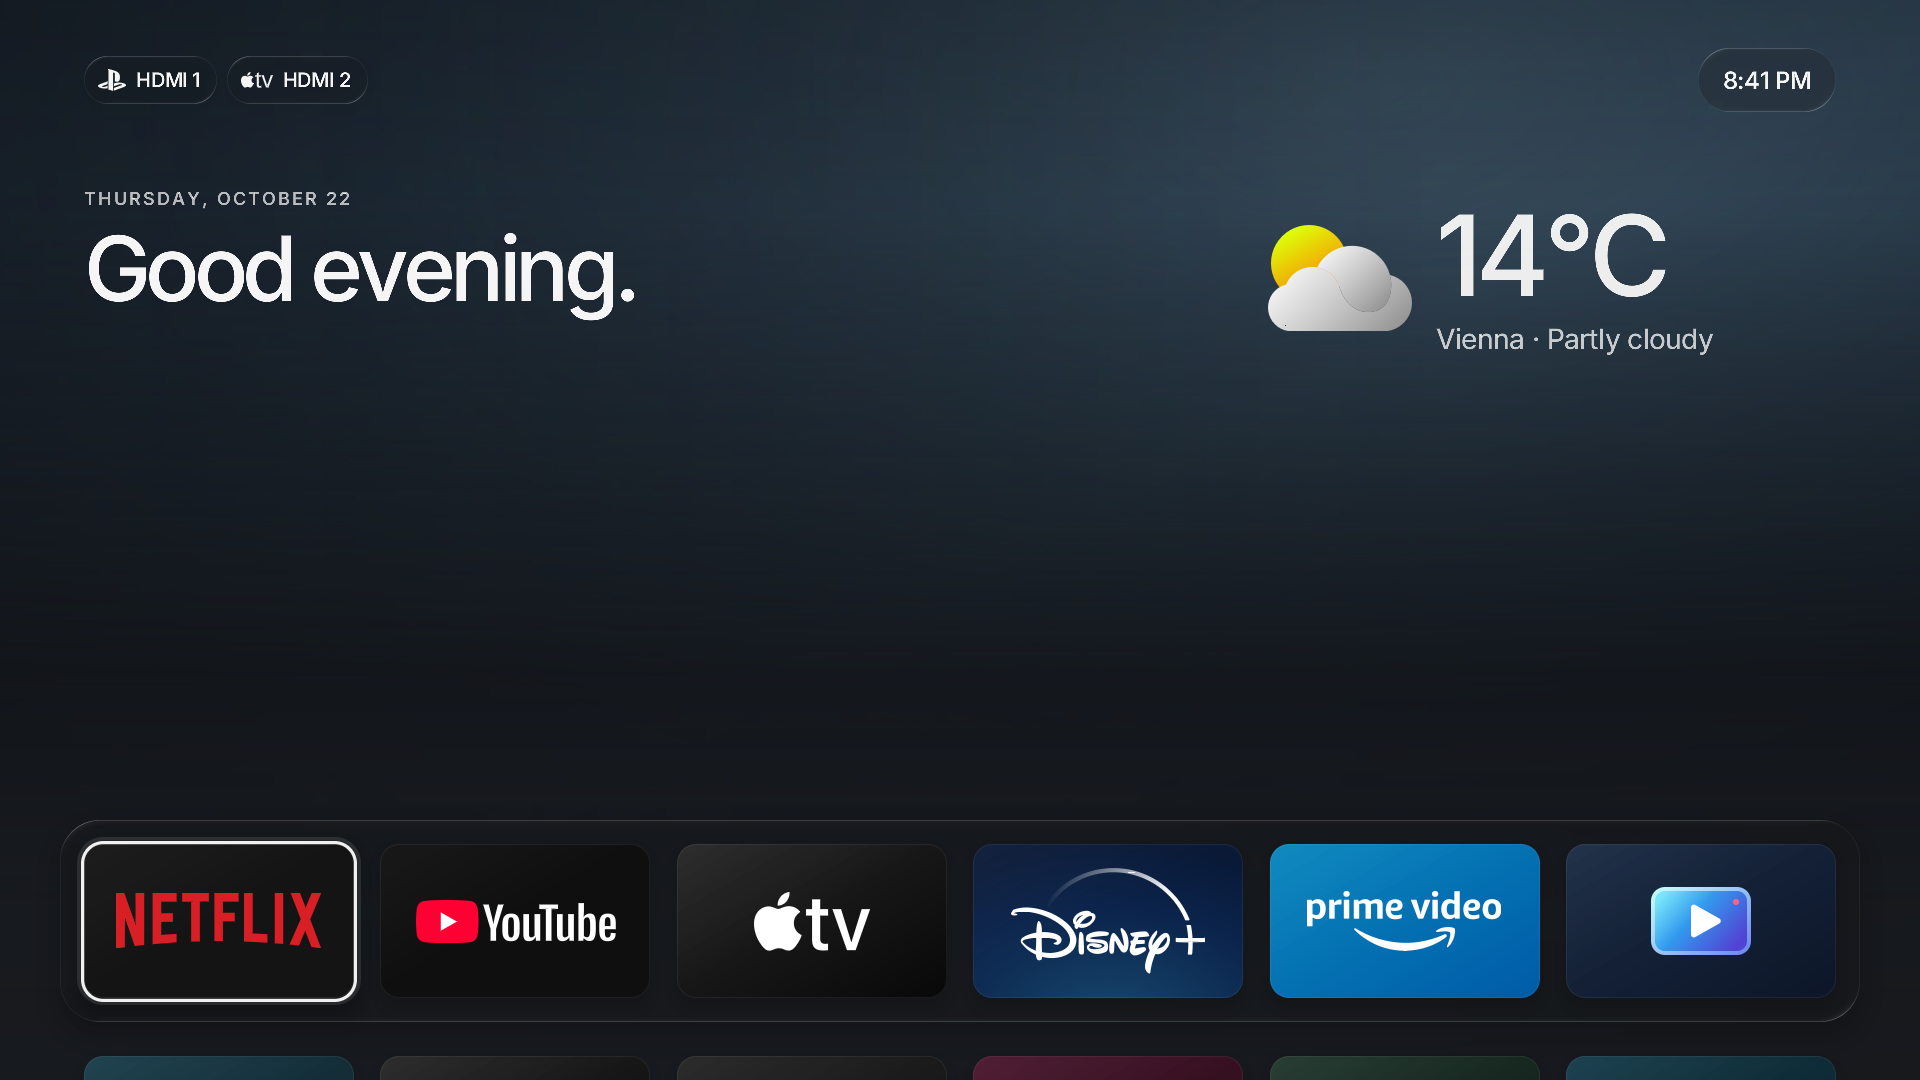 HDMI 1
tv HDMI 2
8:41 PM
THURSDAY, OCTOBER 22
Good evening.
14°C
Vienna · Partly cloudy
NETFLIX
YouTube
tv
Disney+
prime video